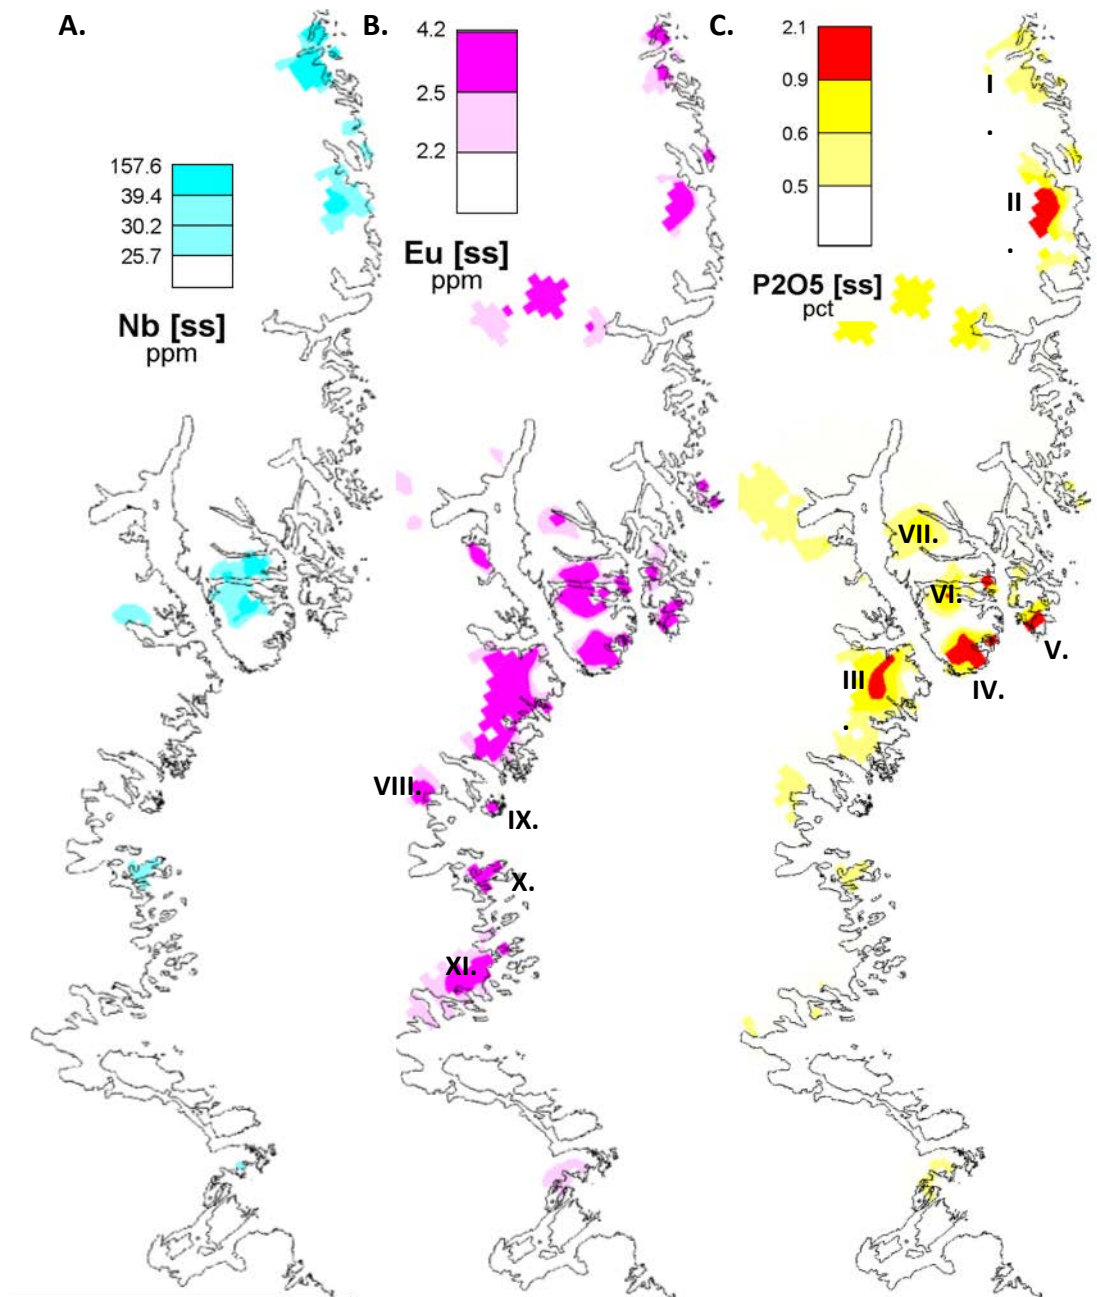 A.
B.
C.
157.6
39.4
30.2
25.7
Nb [ss]
ppm
4.2
2.5
2.2
Eu [ss]
ppm
2.1
0.9
0.6
0.5
P2O5 [ss]
pct
I
.
II
.
VII.
VI.
V.
IV.
III
.
VIII.
IX.
X.
XI.